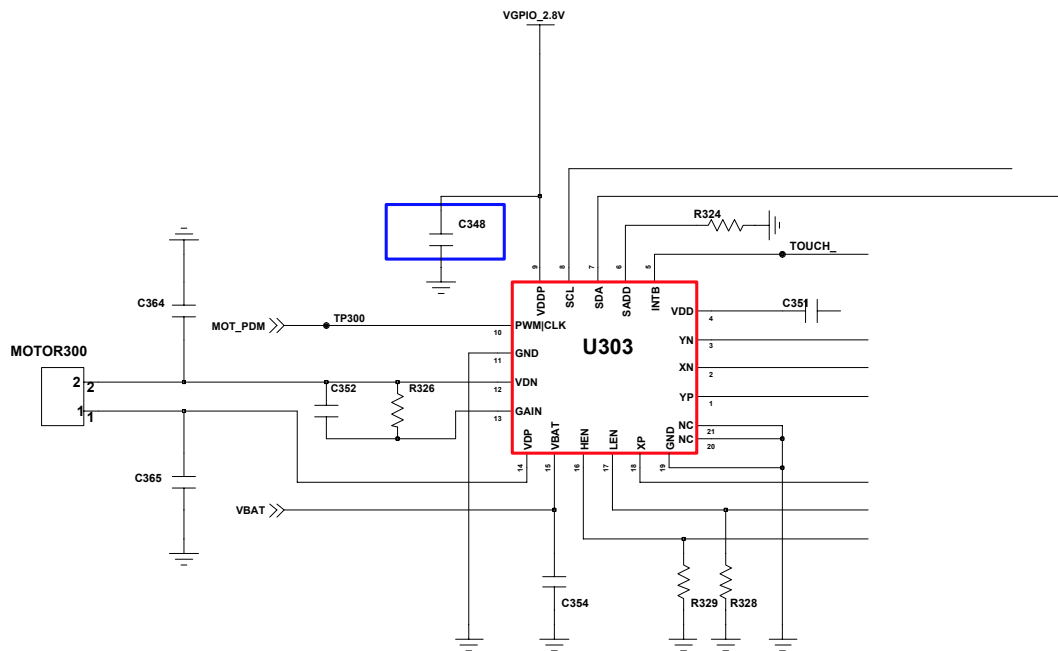 VGPIO_2.8V
C348
R324
TOUCH_
9
8
7
6
5
VDDP
SCL
SDA
SADD
INTB
C364
VDD
4
C351
MOT_PDM
TP300
PWM|CLK
10
U303
YN
3
MOTOR300
GND
11
XN
2
2
2
C352
R326
VDN
12
YP
1
1
1
GAIN
13
NC
21
NC
20
VDP
VBAT
HEN
LEN
XP
GND
14
15
16
17
18
19
C365
VBAT
C354
R329
R328